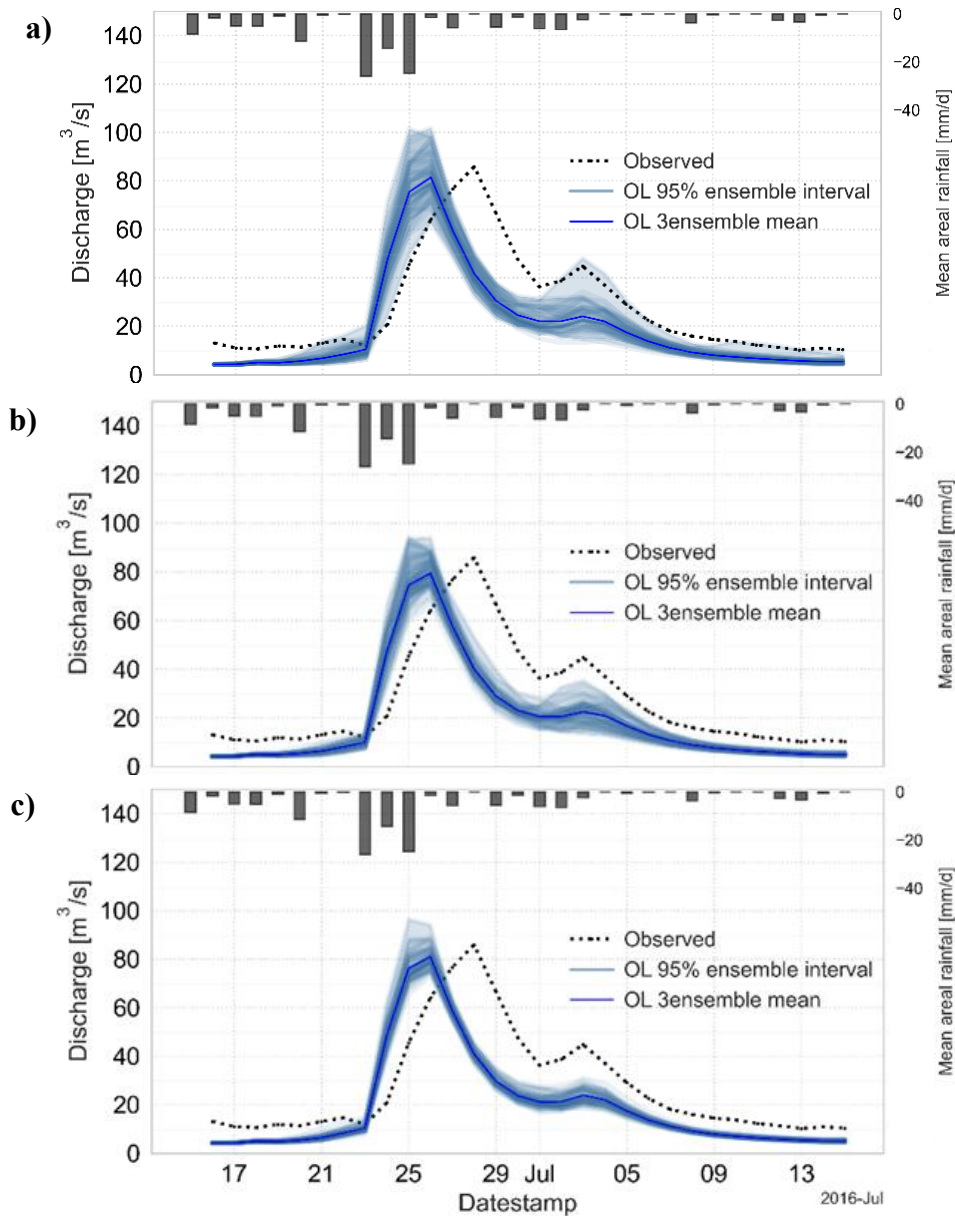 a)
140
120
100
80
60
40
20
0
Discharge [m³/s]
0
−20
−40
Mean areal rainfall [mm/d]
Observed
OL 95% ensemble interval
OL 3ensemble mean
b)
140
120
100
80
60
40
20
0
Discharge [m³/s]
0
−20
−40
Mean areal rainfall [mm/d]
Observed
OL 95% ensemble interval
OL 3ensemble mean
c)
140
120
100
80
60
40
20
0
Discharge [m³/s]
0
−20
−40
Mean areal rainfall [mm/d]
Observed
OL 95% ensemble interval
OL 3ensemble mean
17 21 25 29 Jul 05 09 13
Datestamp
2016-Jul